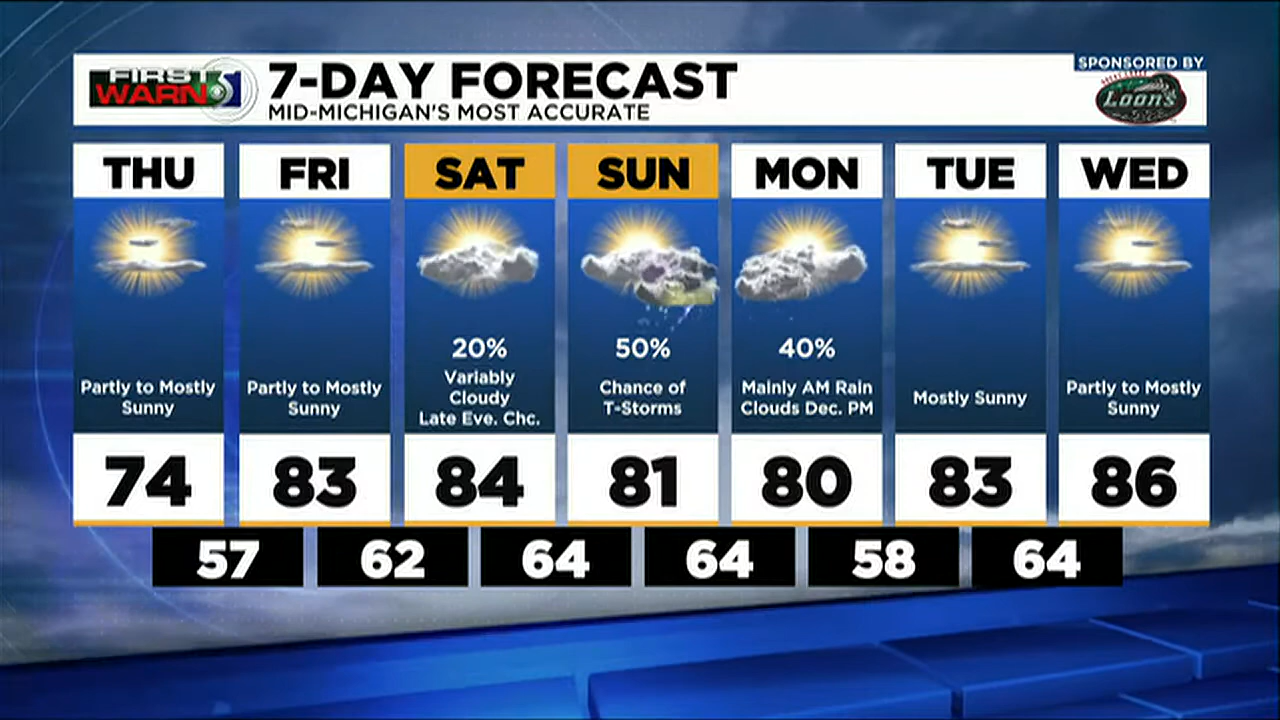 FIRST
WARN 5
7-DAY FORECAST
MID-MICHIGAN'S MOST ACCURATE
SPONSORED BY
Loons
THU
FRI
SAT
SUN
MON
TUE
WED
20%
50%
40%
Partly to Mostly
Sunny
Partly to Mostly
Sunny
Variably
Cloudy
Late Eve. Chc.
Chance of
T-Storms
Mainly AM Rain
Clouds Dec. PM
Mostly Sunny
Partly to Mostly
Sunny
74
83
84
81
80
83
86
57
62
64
64
58
64